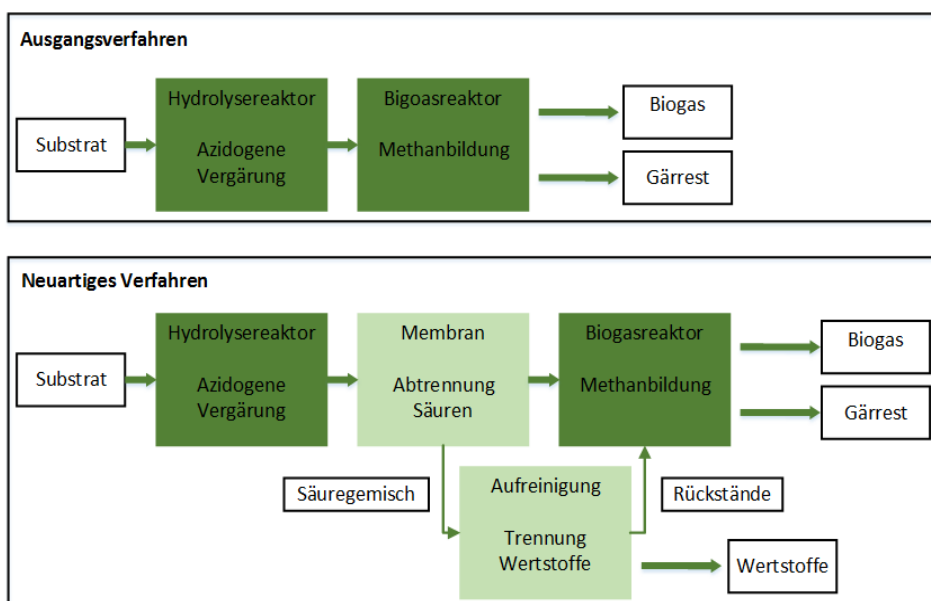 Ausgangsverfahren
Substrat
Hydrolysereaktor
Azidogene
Vergärung
Bigoasreaktor
Methanbildung
Biogas
Gärrest
Neuartiges Verfahren
Substrat
Hydrolysereaktor
Azidogene
Vergärung
Membran
Abtrennung
Säuren
Biogasreaktor
Methanbildung
Biogas
Gärrest
Säuregemisch
Aufreinigung
Trennung
Wertstoffe
Rückstände
Wertstoffe